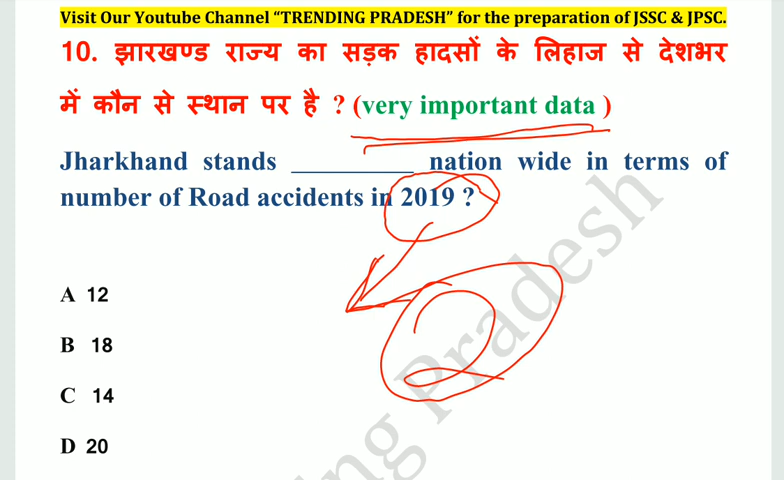 Visit Our Youtube Channel “TRENDING PRADESH” for the preparation of JSSC & JPSC.
10. झारखण्ड राज्य का सड़क हादसों के लिहाज से देशभर
में कौन से स्थान पर है ? (very important data )
Jharkhand stands __________ nation wide in terms of
number of Road accidents in 2019 ?
A 12
B 18
C 14
D 20
ng Pradesh